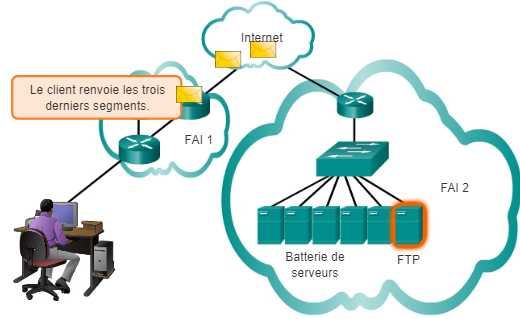 Internet
Le client renvoie les trois
derniers segments.
FAI 1
FAI 2
Batterie de
serveurs
FTP